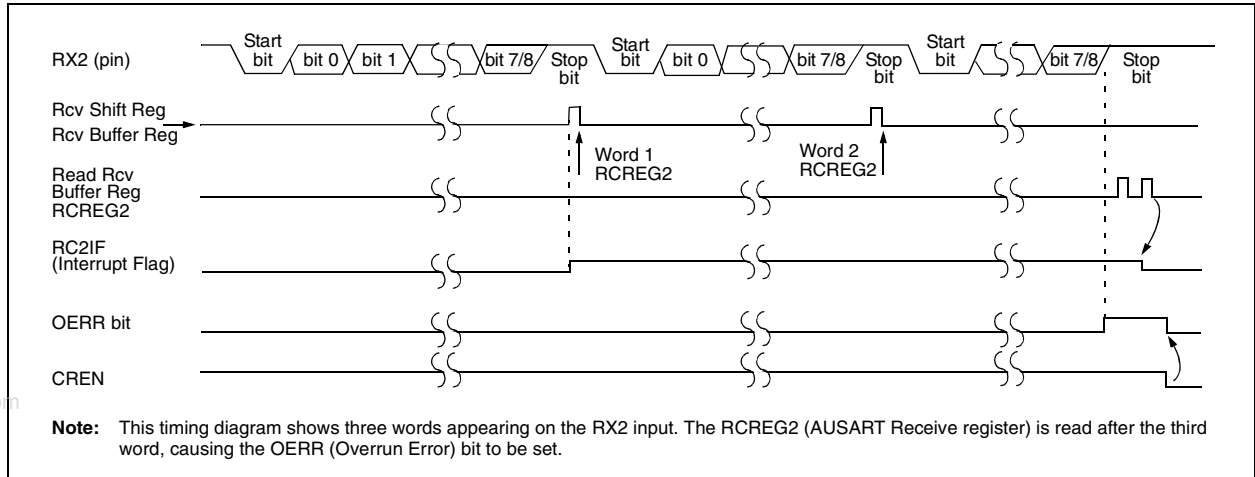 RX2 (pin)
Start bit
bit 0
bit 1
bit 7/8
Stop bit
Start bit
bit 0
bit 7/8
Stop bit
Start bit
bit 7/8
Stop bit
Rcv Shift Reg
Rcv Buffer Reg
Word 1
RCREG2
Word 2
RCREG2
Read Rcv
Buffer Reg
RCREG2
RC2IF
(Interrupt Flag)
OERR bit
CREN
om
Note: This timing diagram shows three words appearing on the RX2 input. The RCREG2 (AUSART Receive register) is read after the third
word, causing the OERR (Overrun Error) bit to be set.